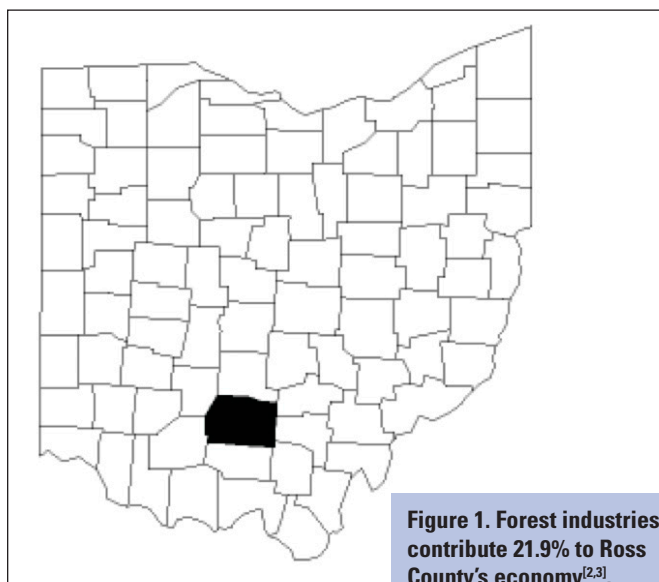 Figure 1. Forest industries
contribute 21.9% to Ross
County's economy[2,3]